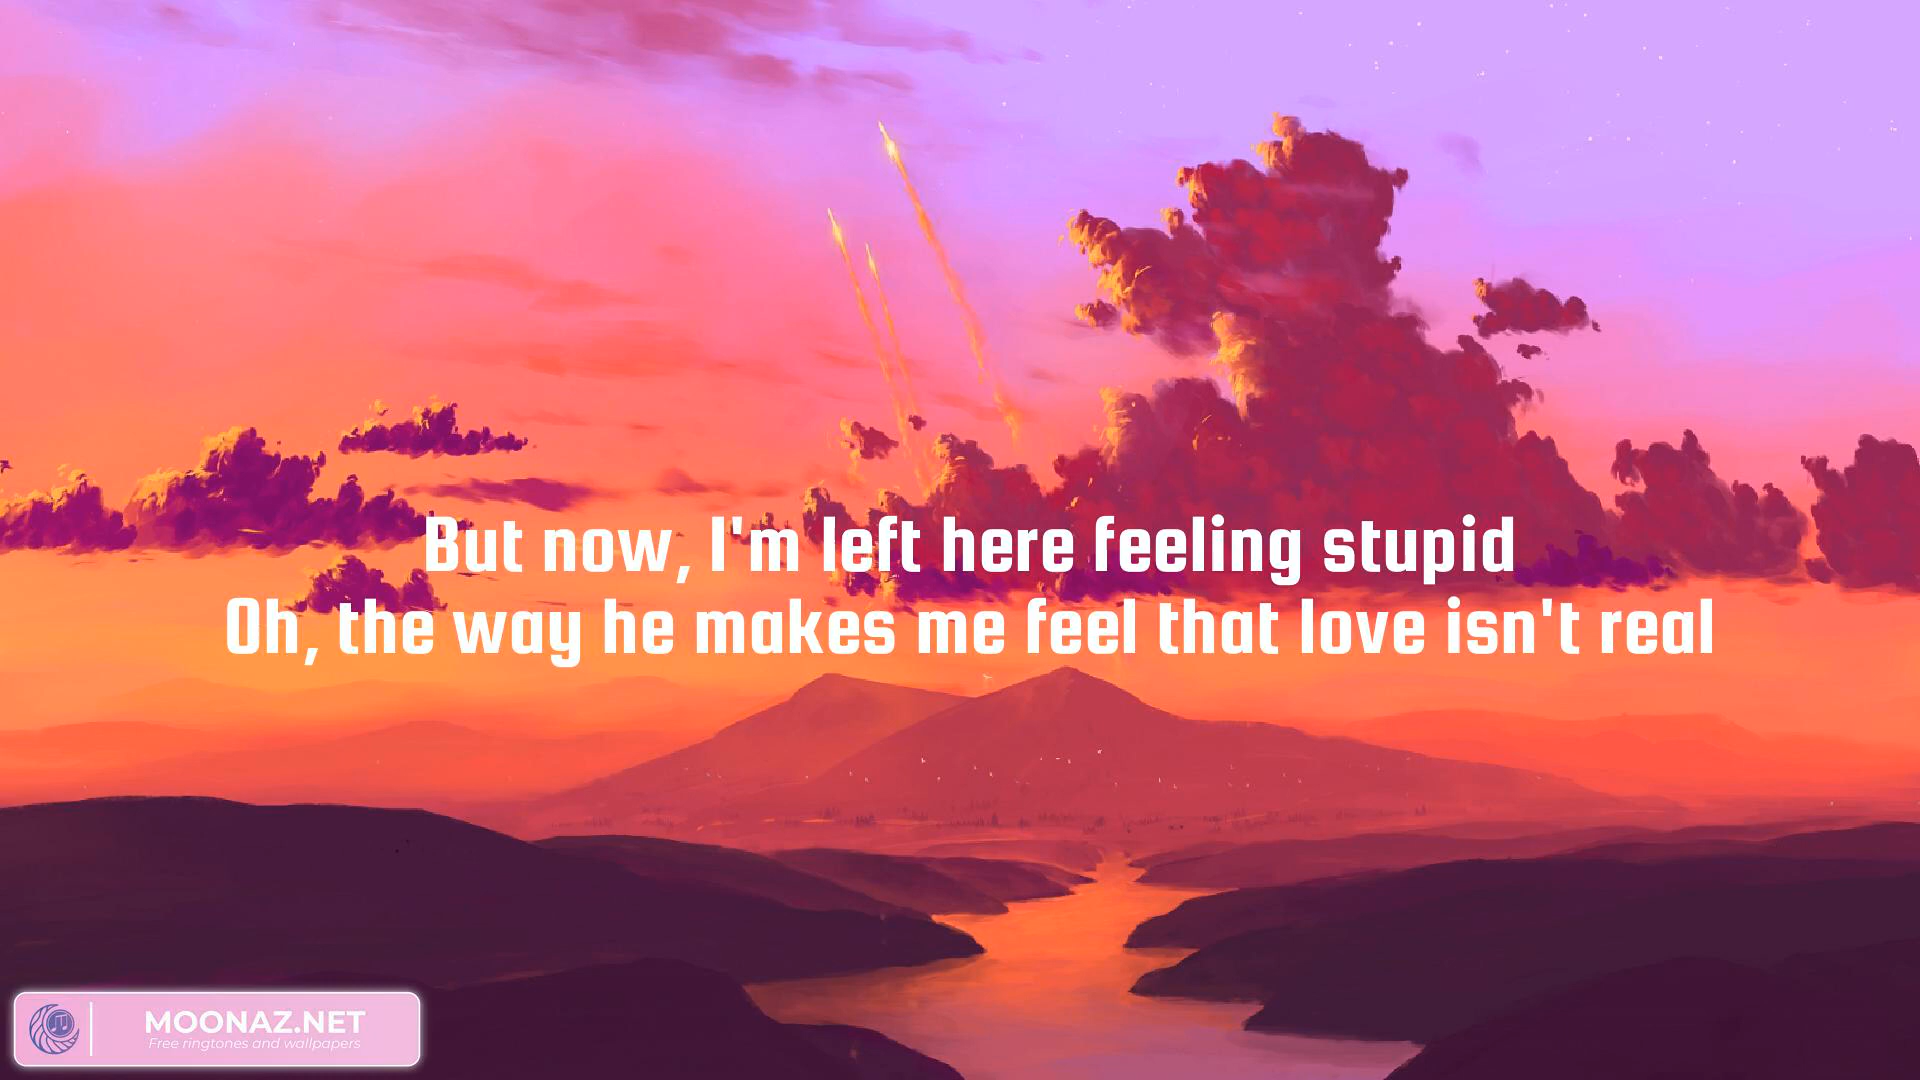 But now, I'm left here feeling stupid
Oh, the way he makes me feel that love isn't real
MOONAZ.NET
Free ringtones and wallpapers